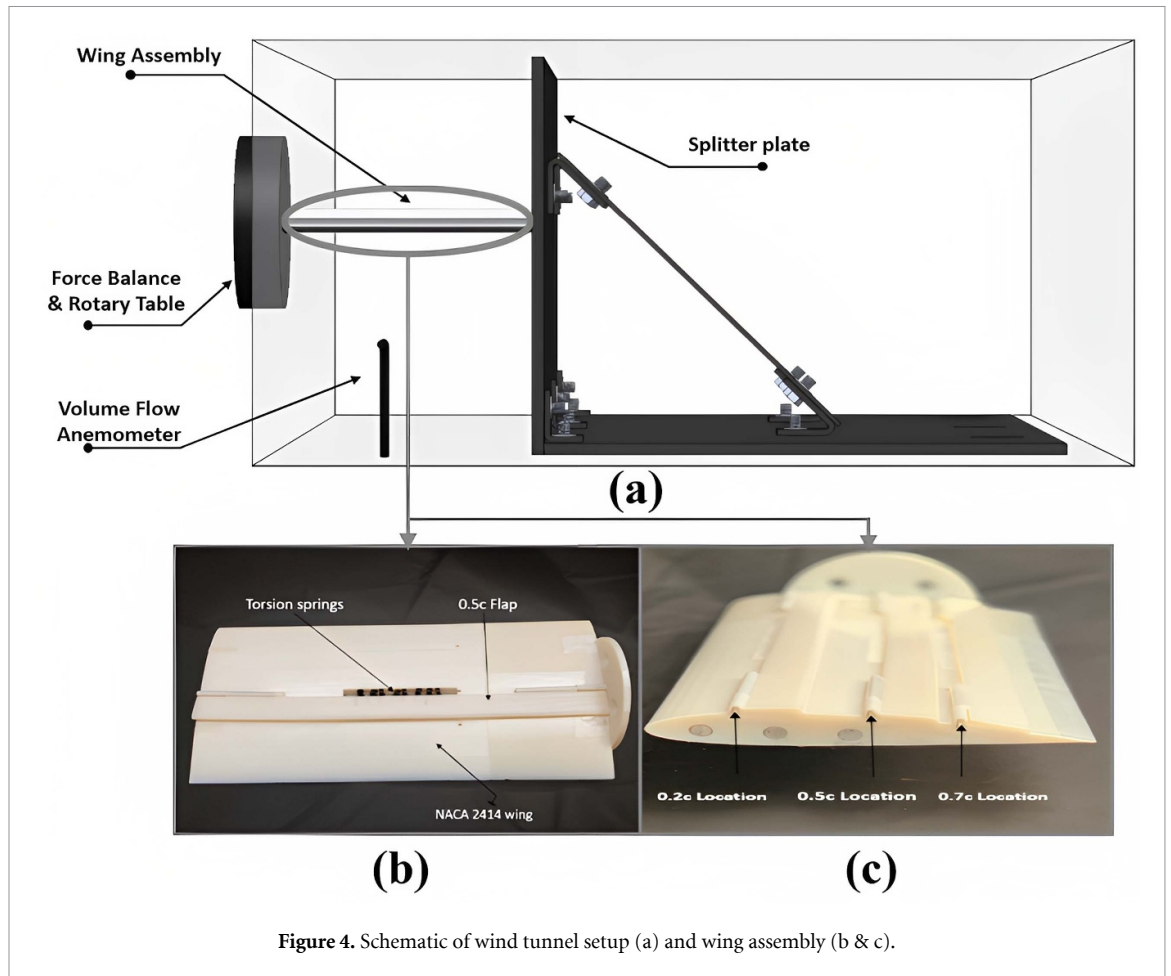 Wing Assembly
Splitter plate
Force Balance
& Rotary Table
Volume Flow
Anemometer
(a)
Torsion springs
0.5c Flap
NACA 2414 wing
0.2c Location
0.5c Location
0.7c Location
(b)
(c)
Figure 4. Schematic of wind tunnel setup (a) and wing assembly (b & c).